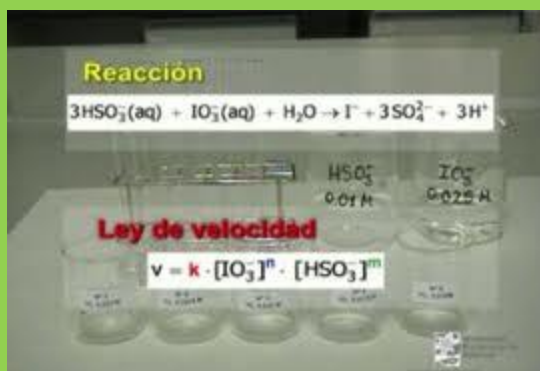 Reacción
3HSO₃⁻(aq) + IO₃⁻(aq) + H₂O → I⁻ + 3SO₄²⁻ + 3H⁺
HSO₃⁻ IO₃⁻
0.01 M 0.025 M
Ley de velocidad
v = k · [IO₃⁻]ⁿ · [HSO₃⁻]ᵐ